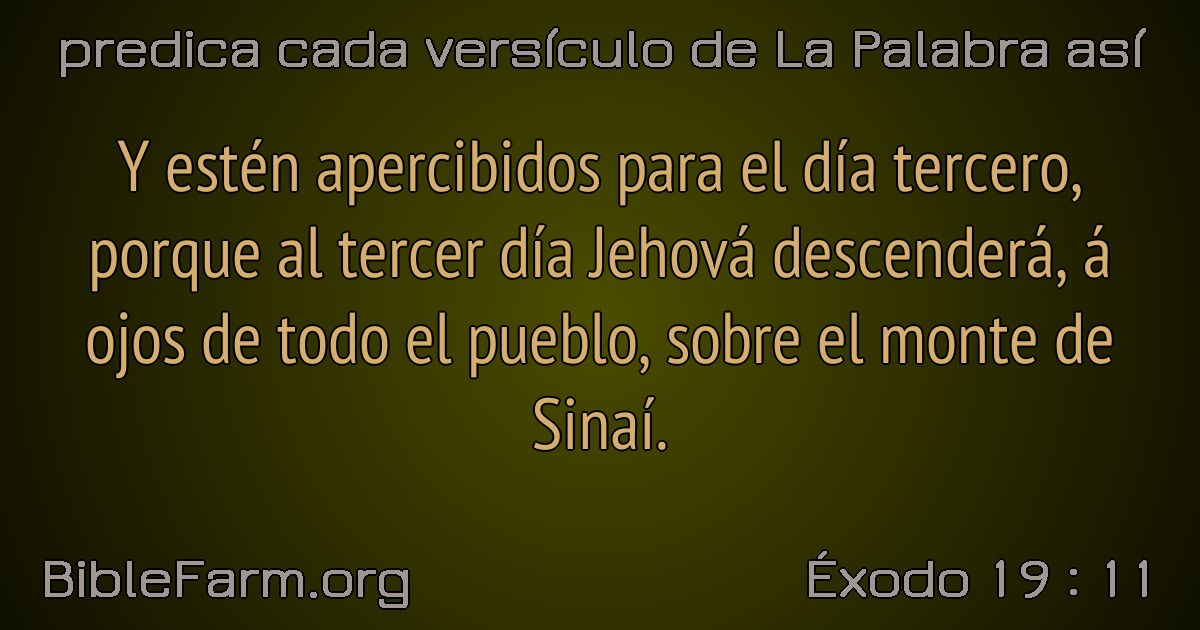 predica cada versículo de La Palabra así
Y estén apercibidos para el día tercero,
porque al tercer día Jehová descenderá, á
ojos de todo el pueblo, sobre el monte de
Sinaí.
BibleFarm.org
Éxodo 19 : 11